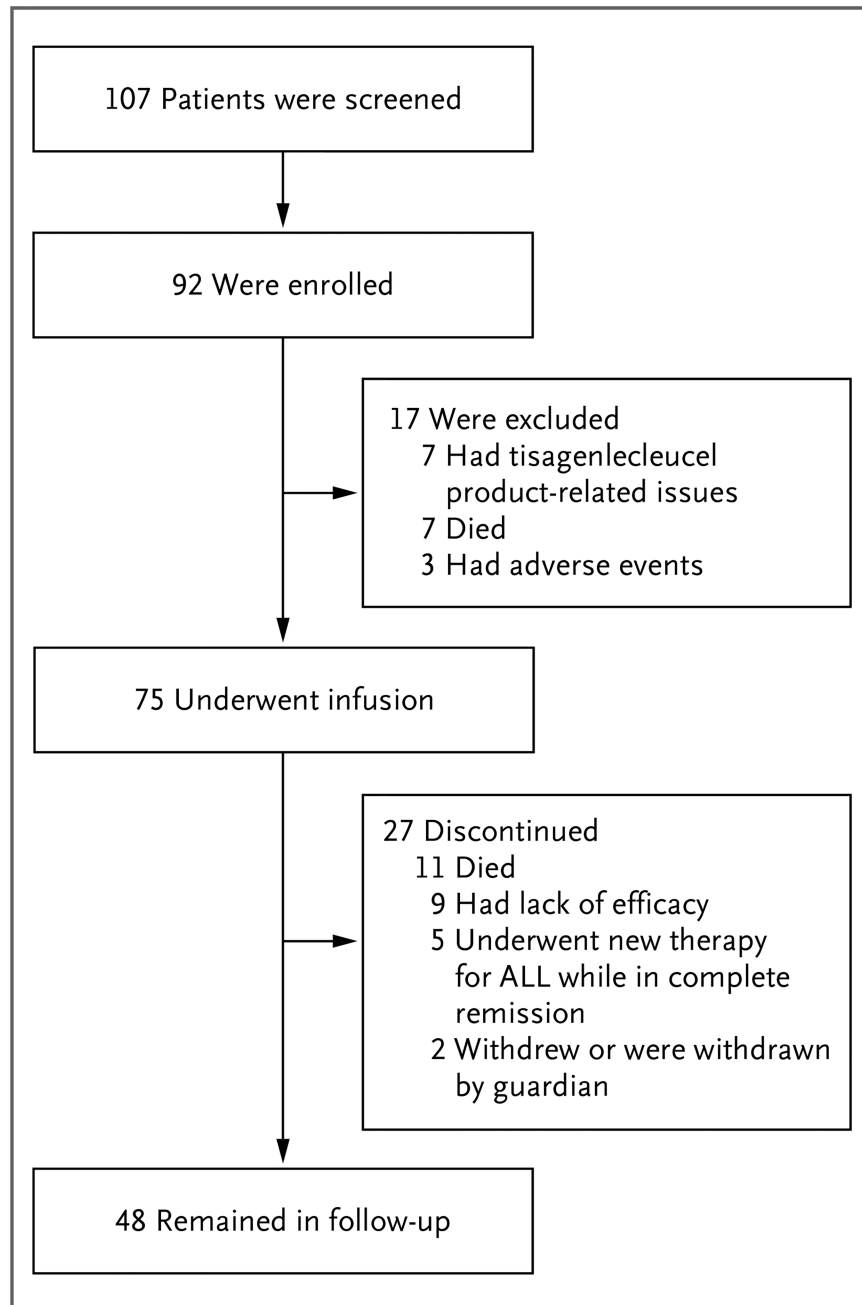 107 Patients were screened
92 Were enrolled
17 Were excluded
7 Had tisagenlecleucel
product-related issues
7 Died
3 Had adverse events
75 Underwent infusion
27 Discontinued
11 Died
9 Had lack of efficacy
5 Underwent new therapy
for ALL while in complete
remission
2 Withdrew or were withdrawn
by guardian
48 Remained in follow-up